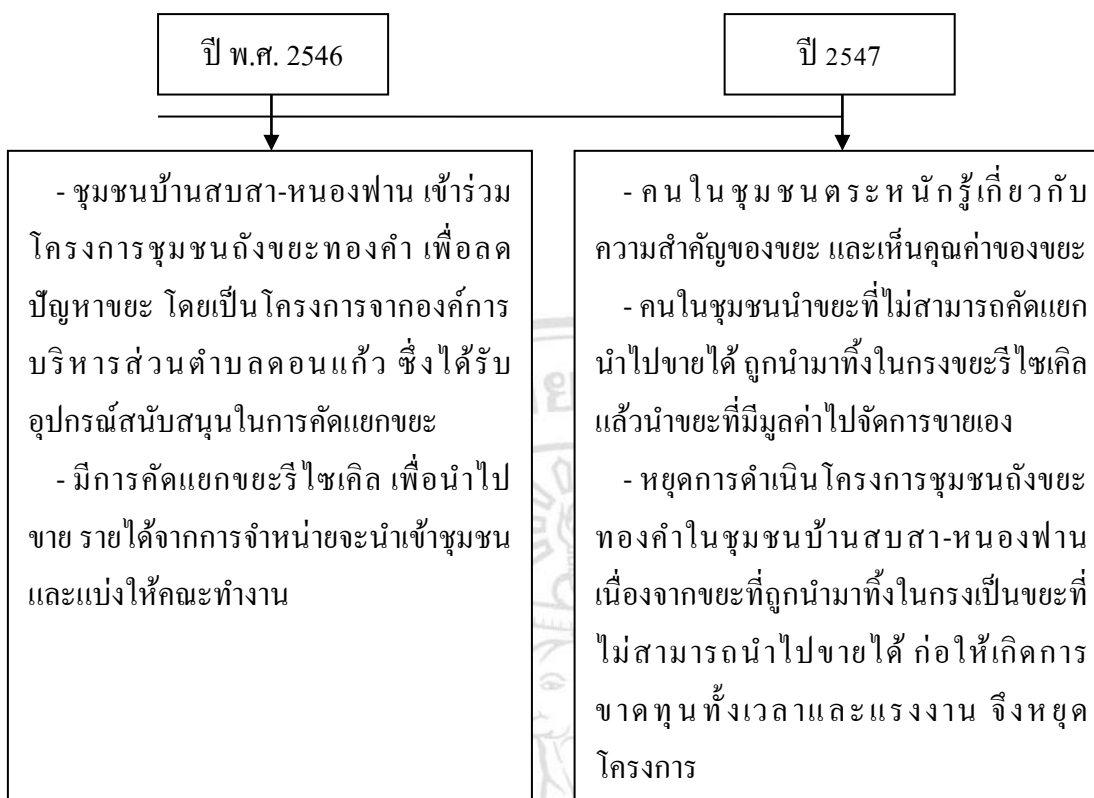 ปี พ.ศ. 2546
ปี 2547
- ชุมชนบ้านสบสา-หนองฟาน เข้าร่วม
โครงการชุมชนถังขยะทองคำ เพื่อลด
ปัญหาขยะ โดยเป็นโครงการจากองค์การ
บริหารส่วนตำบลดอนแก้ว ซึ่งได้รับ
อุปกรณ์สนับสนุนในการคัดแยกขยะ
- มีการคัดแยกขยะรีไซเคิล เพื่อนำไป
ขาย รายได้จากการจำหน่ายจะนำเข้าชุมชน
และแบ่งให้คณะทำงาน
- คนในชุมชนตระหนักรู้เกี่ยวกับ
ความสำคัญของขยะ และเห็นคุณค่าของขยะ
- คนในชุมชนนำขยะที่ไม่สามารถคัดแยก
นำไปขายได้ ถูกนำมาทิ้งในกรงขยะรีไซเคิล
แล้วนำขยะที่มีมูลค่าไปจัดการขายเอง
- หยุดการดำเนินโครงการชุมชนถังขยะ
ทองคำในชุมชนบ้านสบสา-หนองฟาน
เนื่องจากขยะที่ถูกนำมาทิ้งในกรงเป็นขยะที่
ไม่สามารถนำไปขายได้ ก่อให้เกิดการ
ขาดทุนทั้งเวลาและแรงงาน จึงหยุด
โครงการ